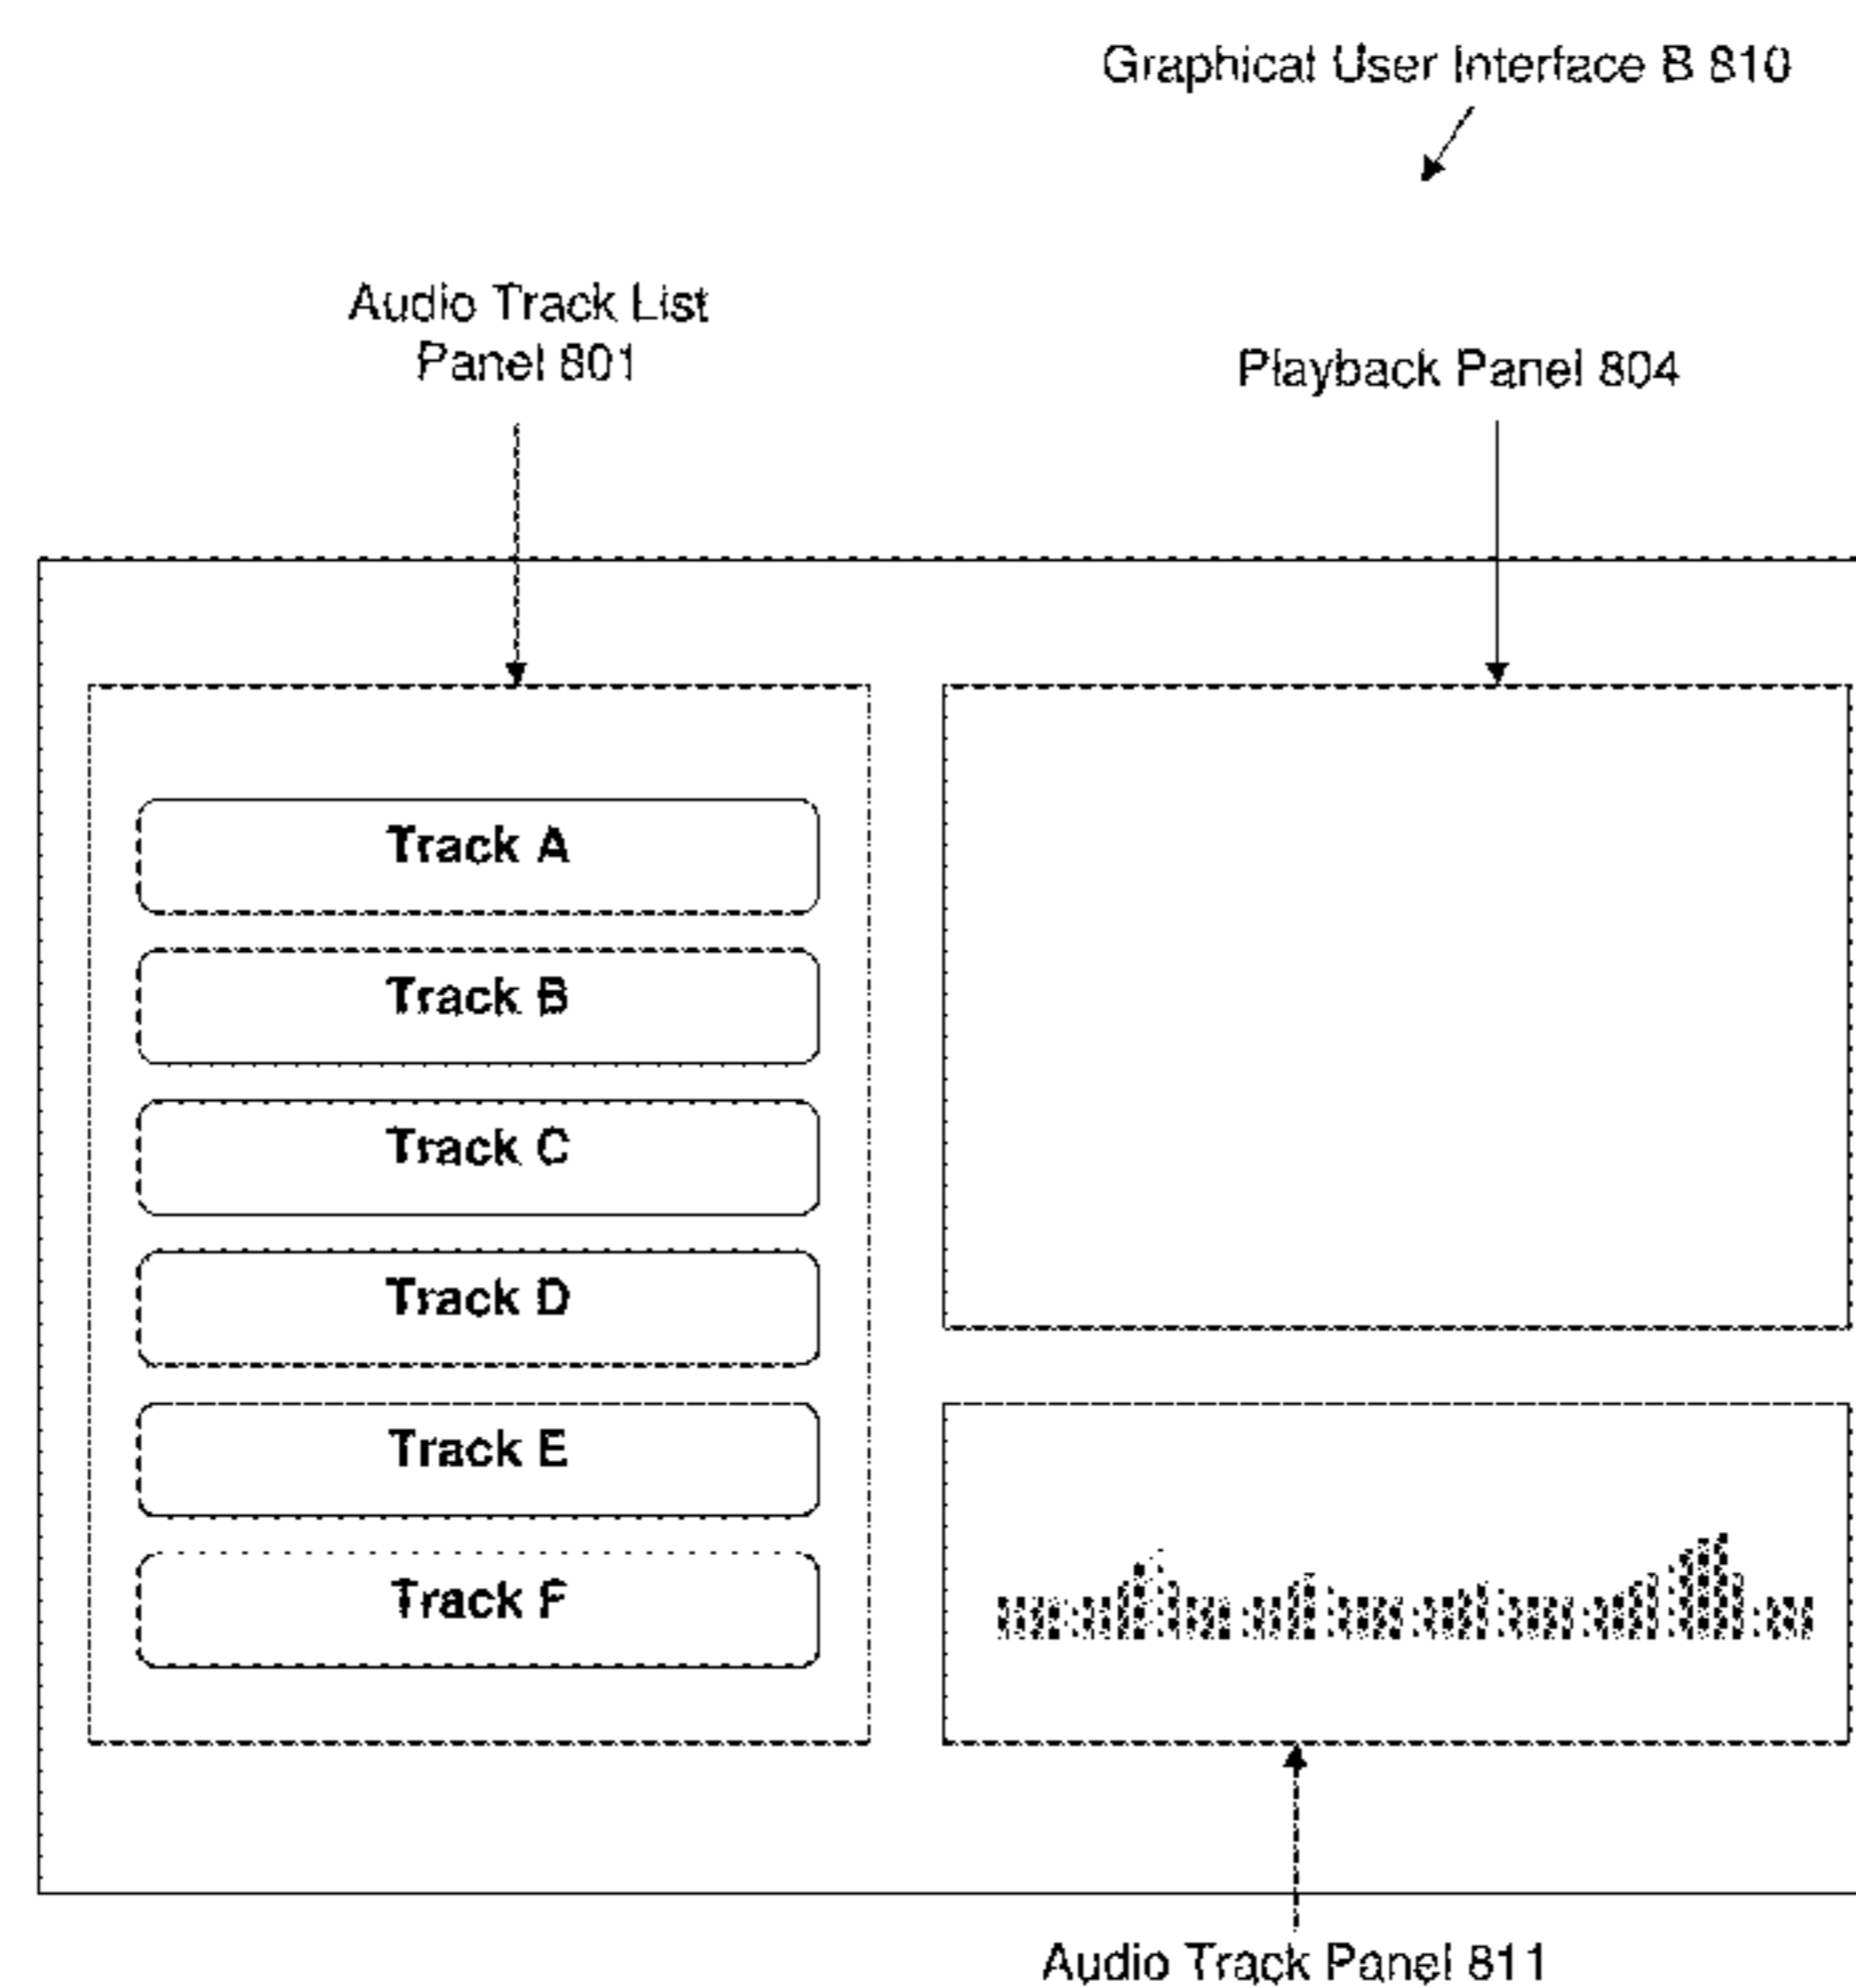 Graphical User Interface B 810
Audio Track List
Panel 801
Playback Panel 804
Track A
Track B
Track C
Track D
Track E
Track F
Audio Track Panel 811